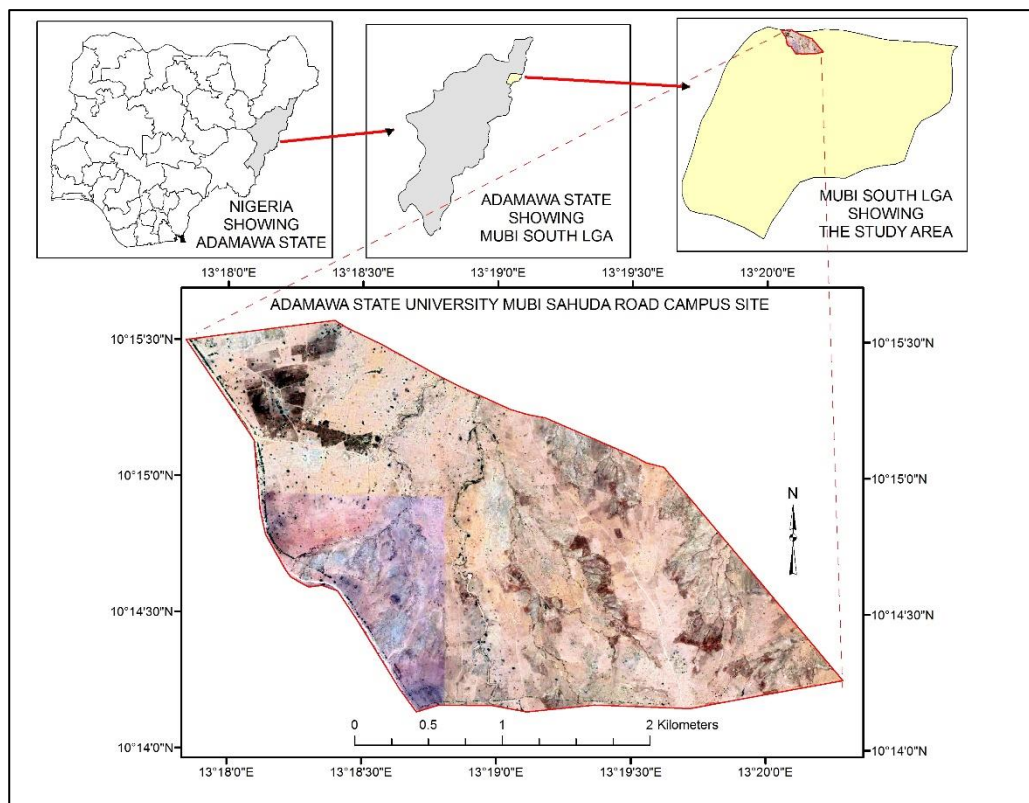 NIGERIA
SHOWING
ADAMAWA STATE
ADAMAWA STATE
SHOWING
MUBI SOUTH LGA
MUBI SOUTH LGA
SHOWING
THE STUDY AREA
13°18'0"E 13°18'30"E 13°19'0"E 13°19'30"E 13°20'0"E
ADAMAWA STATE UNIVERSITY MUBI SAHUDA ROAD CAMPUS SITE
10°15'30"N 10°15'30"N
10°15'0"N 10°15'0"N
N
10°14'30"N 10°14'30"N
0 0.5 1 2 Kilometers
10°14'0"N 10°14'0"N
13°18'0"E 13°18'30"E 13°19'0"E 13°19'30"E 13°20'0"E